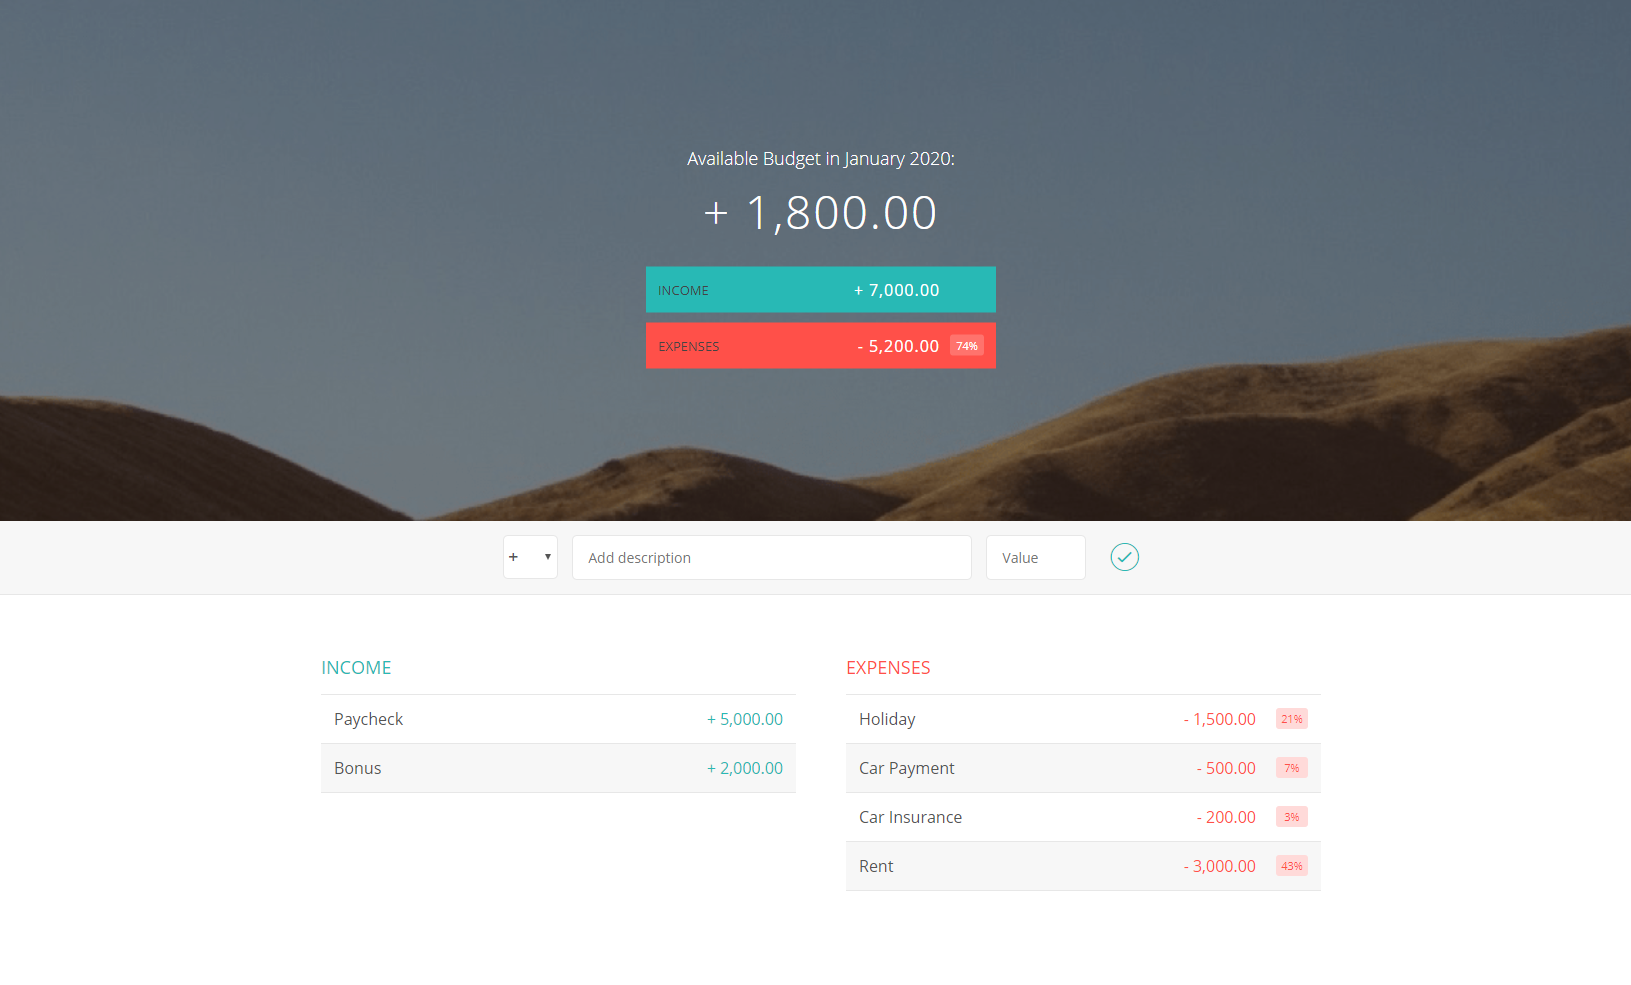 Available Budget in January 2020:
+ 1,800.00
INCOME + 7,000.00
EXPENSES - 5,200.00 74%
+ ▾ Add description Value
INCOME
Paycheck + 5,000.00
Bonus + 2,000.00
EXPENSES
Holiday - 1,500.00 21%
Car Payment - 500.00 7%
Car Insurance - 200.00 3%
Rent - 3,000.00 43%